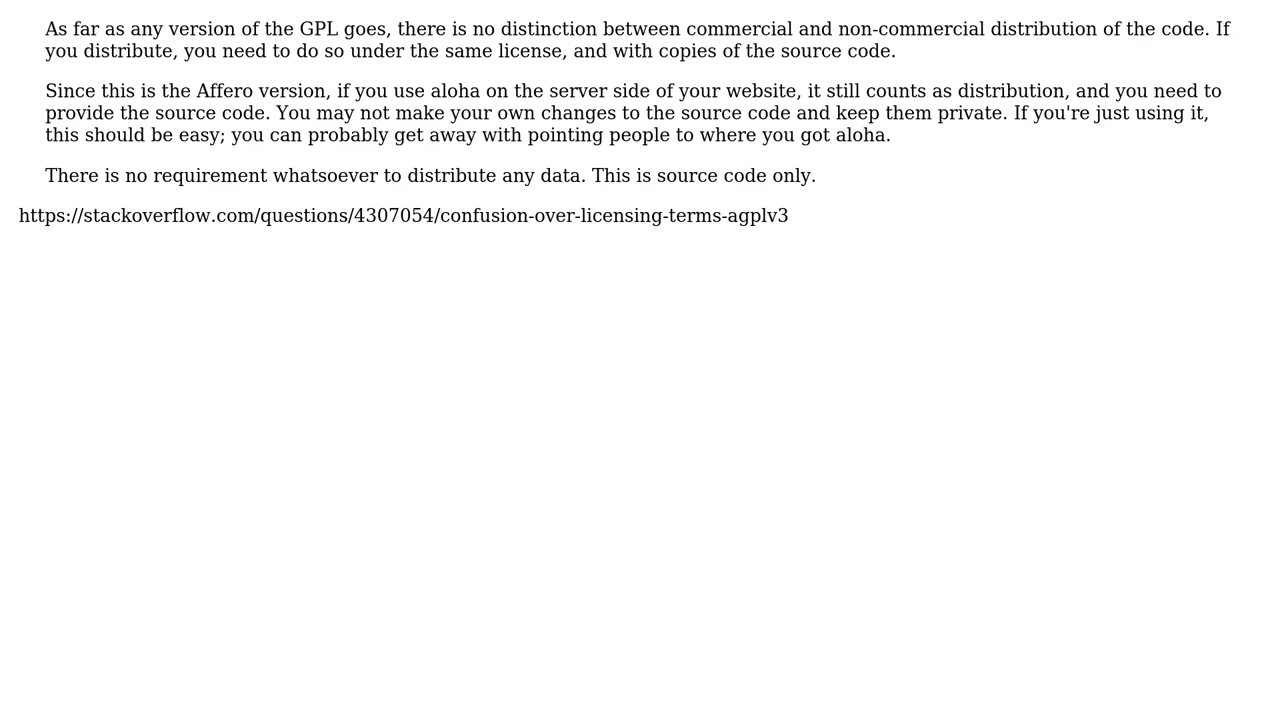 As far as any version of the GPL goes, there is no distinction between commercial and non-commercial distribution of the code. If
you distribute, you need to do so under the same license, and with copies of the source code.
Since this is the Affero version, if you use aloha on the server side of your website, it still counts as distribution, and you need to
provide the source code. You may not make your own changes to the source code and keep them private. If you're just using it,
this should be easy; you can probably get away with pointing people to where you got aloha.
There is no requirement whatsoever to distribute any data. This is source code only.
https://stackoverflow.com/questions/4307054/confusion-over-licensing-terms-agplv3